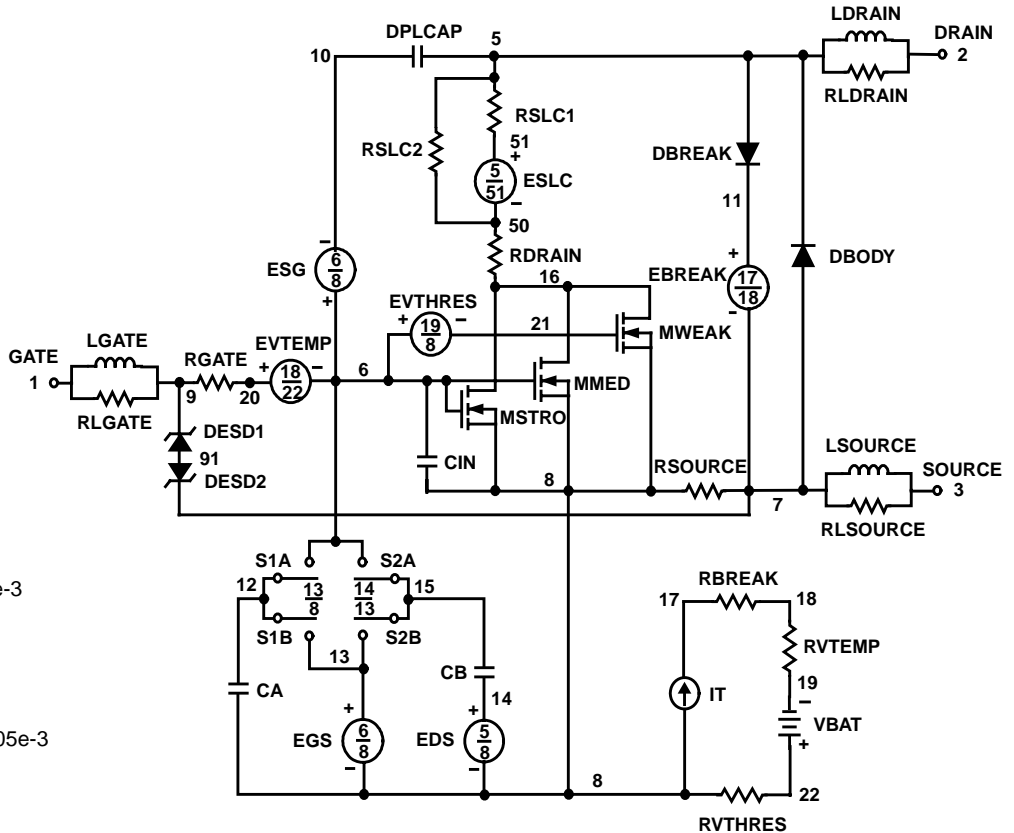 LDRAIN
DPLCAP 5 DRAIN
10 2
RLDRAIN
RSLC1
51
RSLC2 + DBREAK
5
51 ESLC
- 11
50
- RDRAIN +
ESG 6
8 EBREAK 17
18 DBODY
+ 16 -
EVTHRES
+ 19
8 - 21 MWEAK
LGATE EVTEMP
GATE RGATE + 18
22 - 6
1 9 20 MMED
RLGATE MSTRO
DESD1 LSOURCE
91 CIN SOURCE
DESD2 8 RSOURCE 3
7
RLSOURCE
S1A S2A
e-3 12 13
8 14
13 15 RBREAK
17 18
S1B S2B
13 RVTEMP
CA CB 19
14 IT -
+ + VBAT
05e-3 EGS 6
8 EDS 5
8 +
- -
8 22
RVTHRES